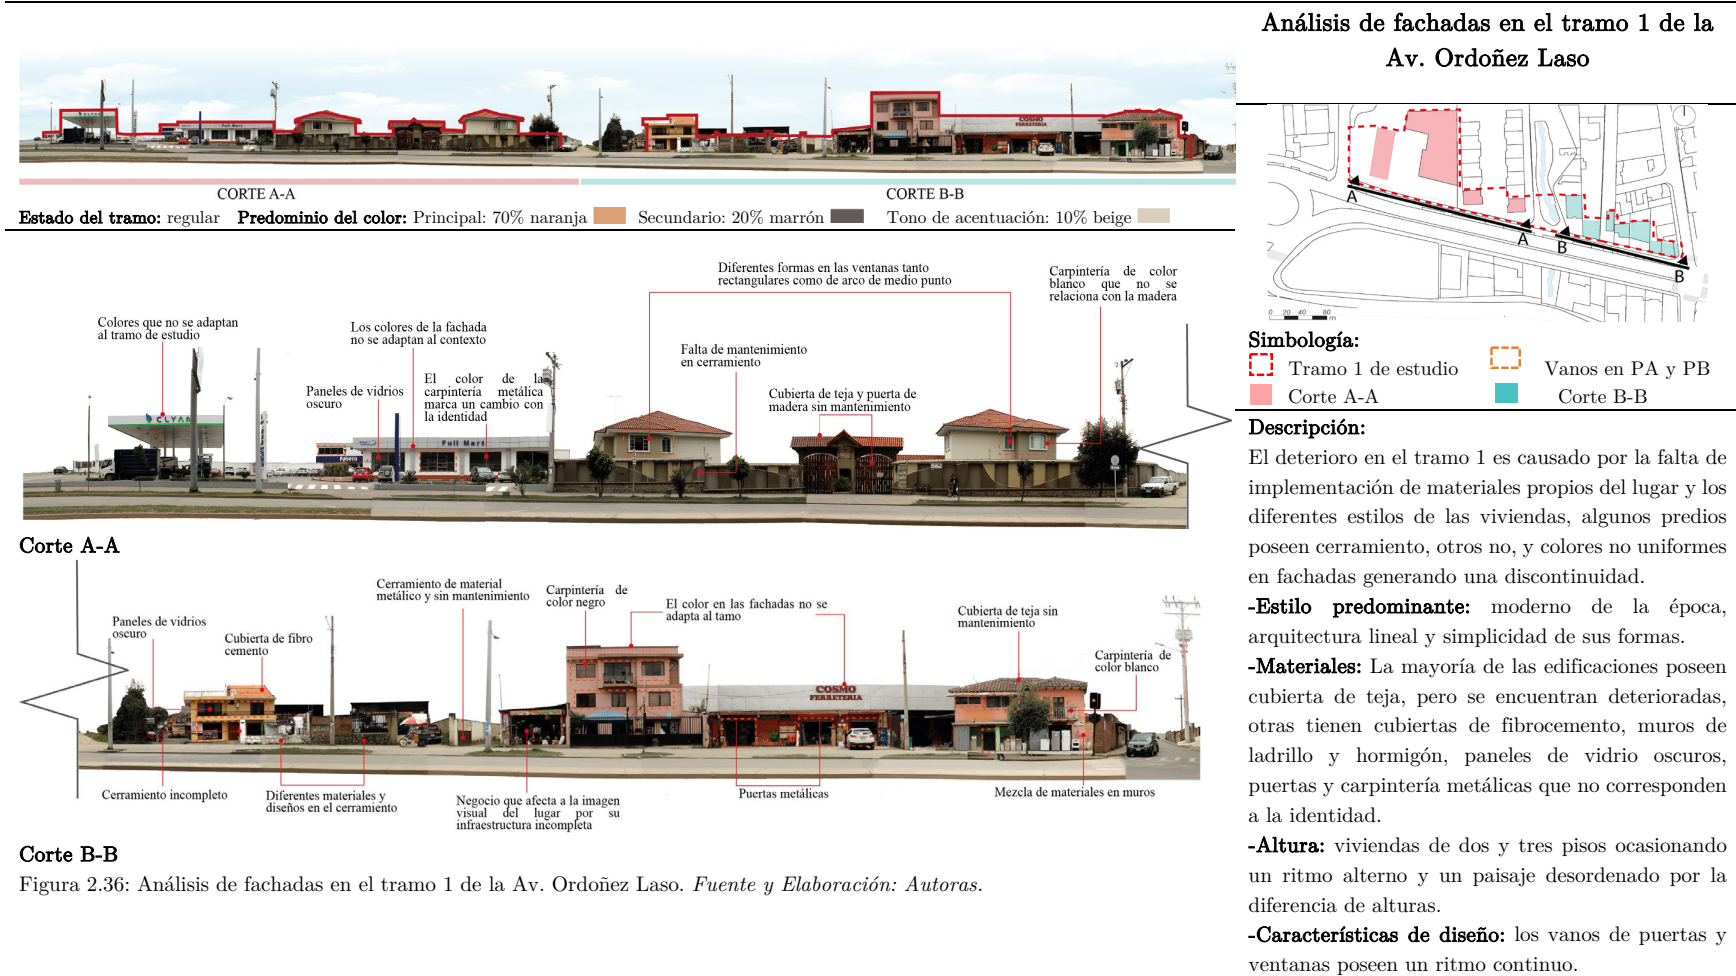 Análisis de fachadas en el tramo 1 de la
Av. Ordoñez Laso
CLYAN
Full Mart
COSMO
FERRETERIA
CORTE A-A
CORTE B-B
Estado del tramo: regular Predominio del color: Principal: 70% naranja Secundario: 20% marrón Tono de acentuación: 10% beige
A
A
B
B
0 20 40 80
m
Simbología:
Tramo 1 de estudio
Vanos en PA y PB
Corte A-A
Corte B-B
Colores que no se adaptan
al tramo de estudio
Los colores de la fachada
no se adaptan al contexto
Paneles de vidrios
oscuro
El color de la
carpintería metálica
marca un cambio con
la identidad
Diferentes formas en las ventanas tanto
rectangulares como de arco de medio punto
Falta de mantenimiento
en cerramiento
Cubierta de teja y puerta de
madera sin mantenimiento
Carpintería de color
blanco que no se
relaciona con la madera
CLYAN
Fybeca
Full Mart
Corte A-A
Paneles de vidrios
oscuro
Cubierta de fibro
cemento
Cerramiento de material
metálico y sin mantenimiento
Carpintería de
color negro
El color en las fachadas no se
adapta al tamo
Cubierta de teja sin
mantenimiento
Carpintería de
color blanco
COSMO
FERRETERIA
Cerramiento incompleto
Diferentes materiales y
diseños en el cerramiento
Negocio que afecta a la imagen
visual del lugar por su
infraestructura incompleta
Puertas metálicas
Mezcla de materiales en muros
Corte B-B
Figura 2.36: Análisis de fachadas en el tramo 1 de la Av. Ordoñez Laso. Fuente y Elaboración: Autoras.
Descripción:
El deterioro en el tramo 1 es causado por la falta de
implementación de materiales propios del lugar y los
diferentes estilos de las viviendas, algunos predios
poseen cerramiento, otros no, y colores no uniformes
en fachadas generando una discontinuidad.
-Estilo predominante: moderno de la época,
arquitectura lineal y simplicidad de sus formas.
-Materiales: La mayoría de las edificaciones poseen
cubierta de teja, pero se encuentran deterioradas,
otras tienen cubiertas de fibrocemento, muros de
ladrillo y hormigón, paneles de vidrio oscuros,
puertas y carpintería metálicas que no corresponden
a la identidad.
-Altura: viviendas de dos y tres pisos ocasionando
un ritmo alterno y un paisaje desordenado por la
diferencia de alturas.
-Características de diseño: los vanos de puertas y
ventanas poseen un ritmo continuo.